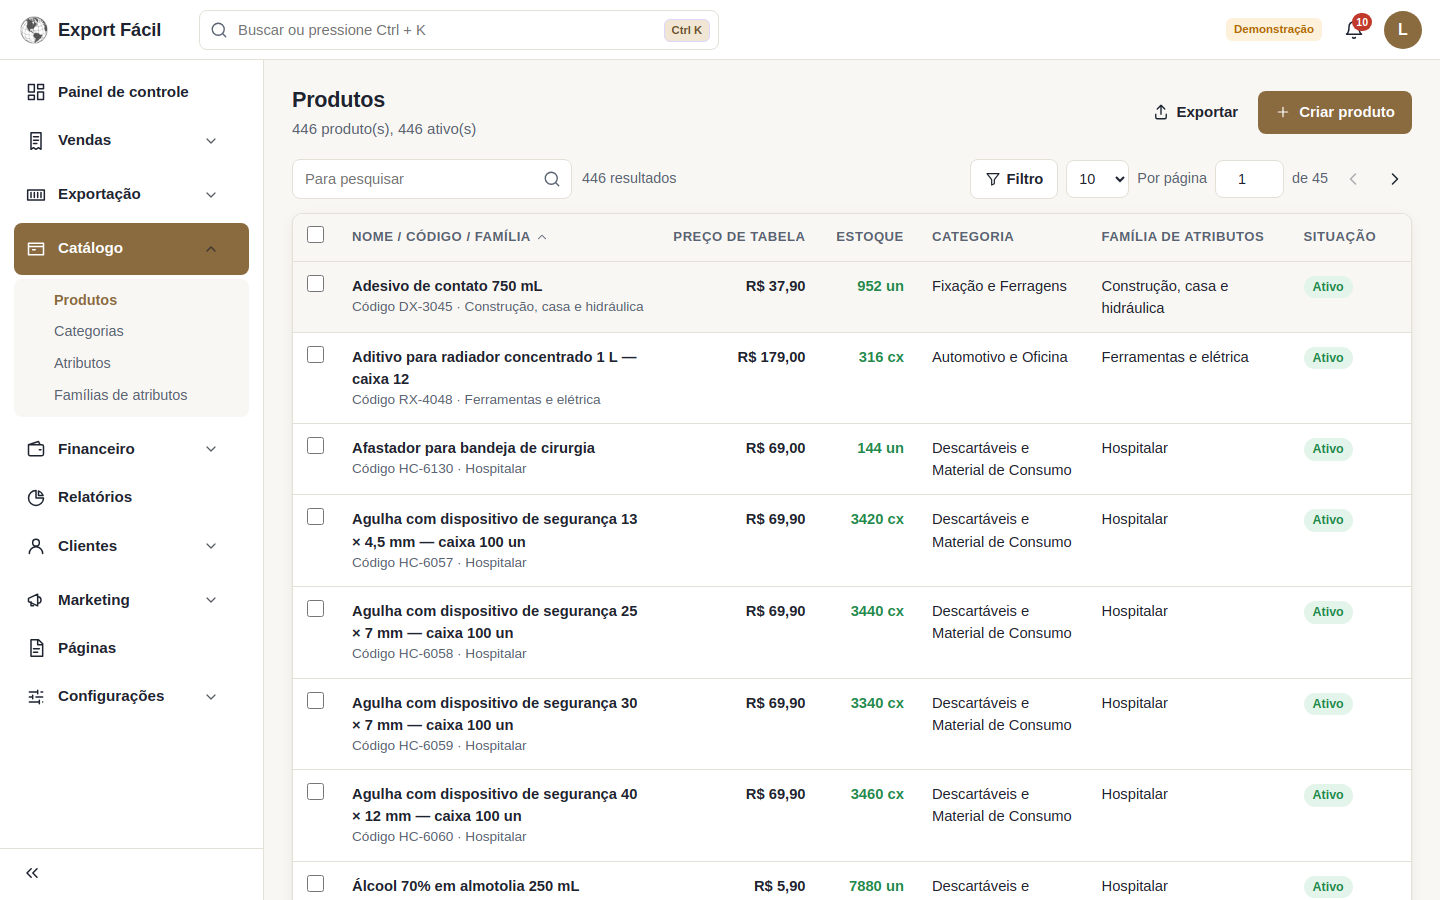 Export Fácil
Buscar ou pressione Ctrl + K
Ctrl K
Demonstração
10
L
Painel de controle
Vendas
Exportação
Catálogo
Produtos
Categorias
Atributos
Famílias de atributos
Financeiro
Relatórios
Clientes
Marketing
Páginas
Configurações
Produtos
446 produto(s), 446 ativo(s)
Exportar
Criar produto
Para pesquisar
446 resultados
Filtro
10
Por página
1
de 45
NOME / CÓDIGO / FAMÍLIA
PREÇO DE TABELA
ESTOQUE
CATEGORIA
FAMÍLIA DE ATRIBUTOS
SITUAÇÃO
Adesivo de contato 750 mL
Código DX-3045 · Construção, casa e hidráulica
R$ 37,90
952 un
Fixação e Ferragens
Construção, casa e
hidráulica
Ativo
Aditivo para radiador concentrado 1 L —
caixa 12
Código RX-4048 · Ferramentas e elétrica
R$ 179,00
316 cx
Automotivo e Oficina
Ferramentas e elétrica
Ativo
Afastador para bandeja de cirurgia
Código HC-6130 · Hospitalar
R$ 69,00
144 un
Descartáveis e
Material de Consumo
Hospitalar
Ativo
Agulha com dispositivo de segurança 13
× 4,5 mm — caixa 100 un
Código HC-6057 · Hospitalar
R$ 69,90
3420 cx
Descartáveis e
Material de Consumo
Hospitalar
Ativo
Agulha com dispositivo de segurança 25
× 7 mm — caixa 100 un
Código HC-6058 · Hospitalar
R$ 69,90
3440 cx
Descartáveis e
Material de Consumo
Hospitalar
Ativo
Agulha com dispositivo de segurança 30
× 7 mm — caixa 100 un
Código HC-6059 · Hospitalar
R$ 69,90
3340 cx
Descartáveis e
Material de Consumo
Hospitalar
Ativo
Agulha com dispositivo de segurança 40
× 12 mm — caixa 100 un
Código HC-6060 · Hospitalar
R$ 69,90
3460 cx
Descartáveis e
Material de Consumo
Hospitalar
Ativo
Álcool 70% em almotolia 250 mL
R$ 5,90
7880 un
Descartáveis e
Hospitalar
Ativo